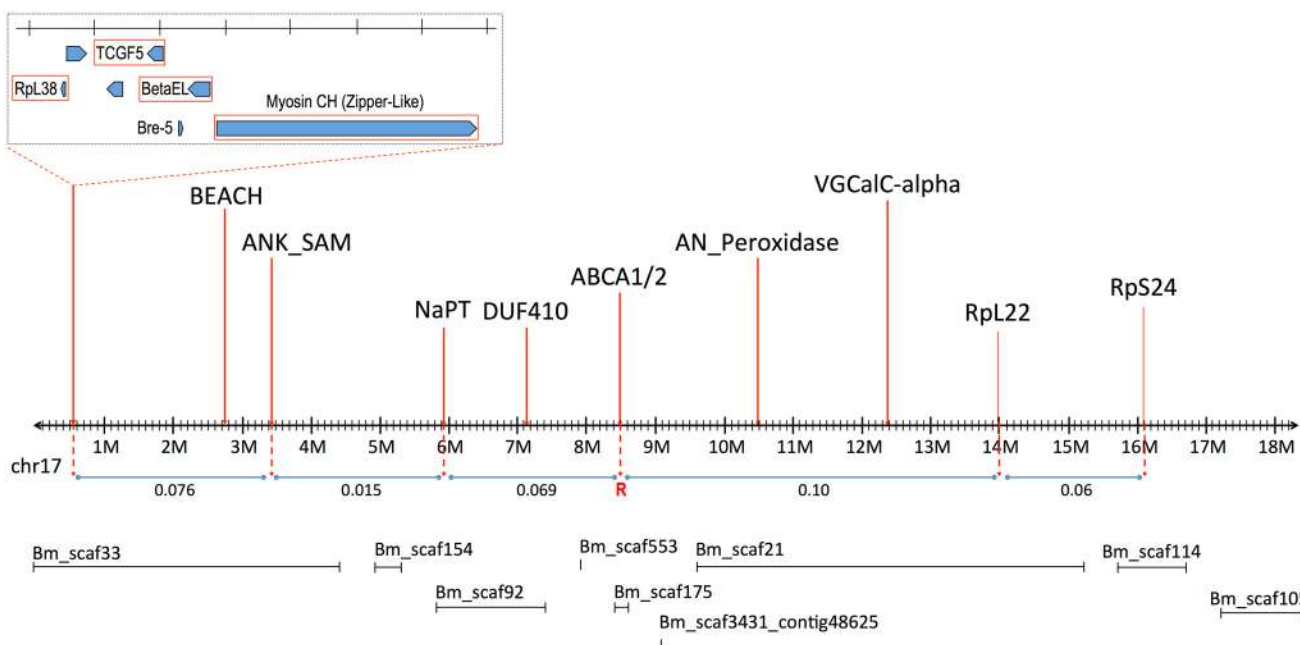 TCGF5
RpL38
BetaEL
Myosin CH (Zipper-Like)
Bre-5
VGCalC-alpha
BEACH
ANK_SAM
AN_Peroxidase
ABCA1/2
RpS24
NaPT
DUF410
RpL22
1M 2M 3M 4M 5M 6M 7M 8M 9M 10M 11M 12M 13M 14M 15M 16M 17M 18M
chr17
0.076 0.015 0.069 R 0.10 0.06
Bm_scaf33 Bm_scaf154 Bm_scaf553 Bm_scaf21 Bm_scaf114
Bm_scaf92 Bm_scaf175 Bm_scaf105
Bm_scaf3431_contig48625